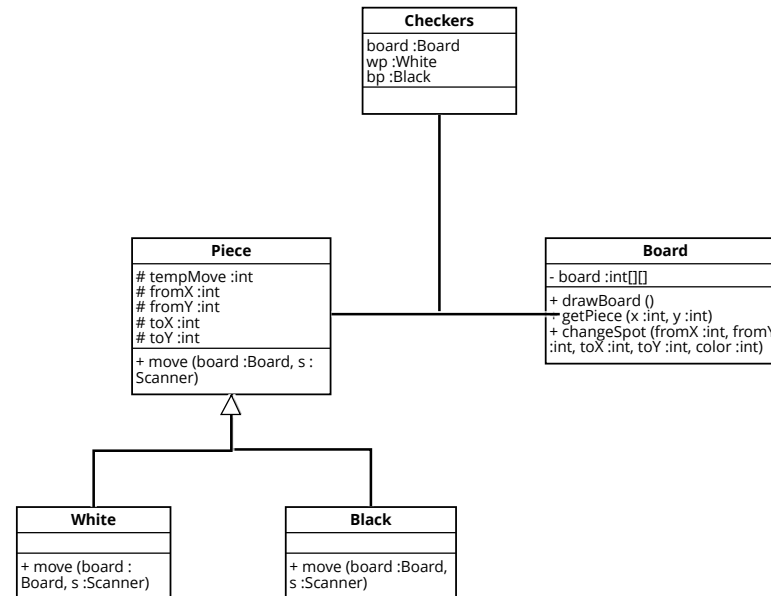 Checkers
board :Board
wp :White
bp :Black
Piece
# tempMove :int
# fromX :int
# fromY :int
# toX :int
# toY :int
+ move (board :Board, s :
Scanner)
Board
- board :int[][]
+ drawBoard ()
+ getPiece (x :int, y :int)
+ changeSpot (fromX :int, fromY
:int, toX :int, toY :int, color :int)
White
+ move (board :
Board, s :Scanner)
Black
+ move (board :Board,
s :Scanner)